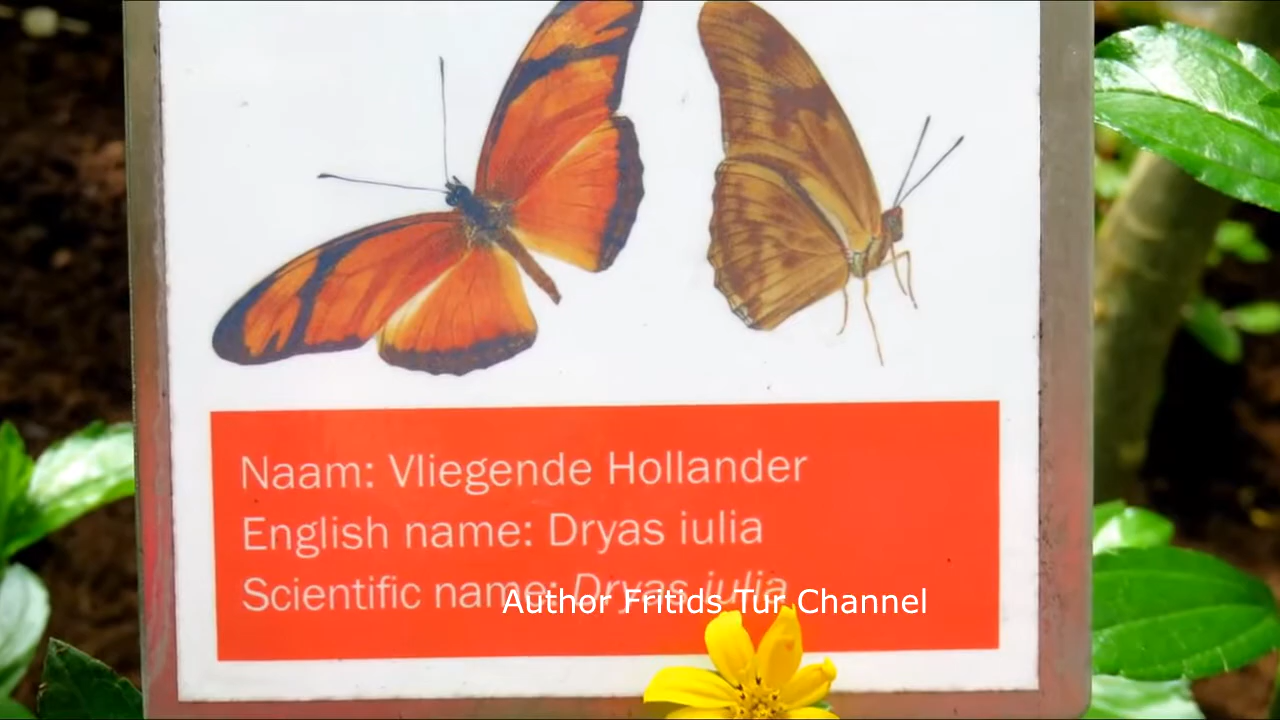 Naam: Vliegende Hollander
English name: Dryas iulia
Scientific name: Dryas iulia
Author Fritids Tur Channel